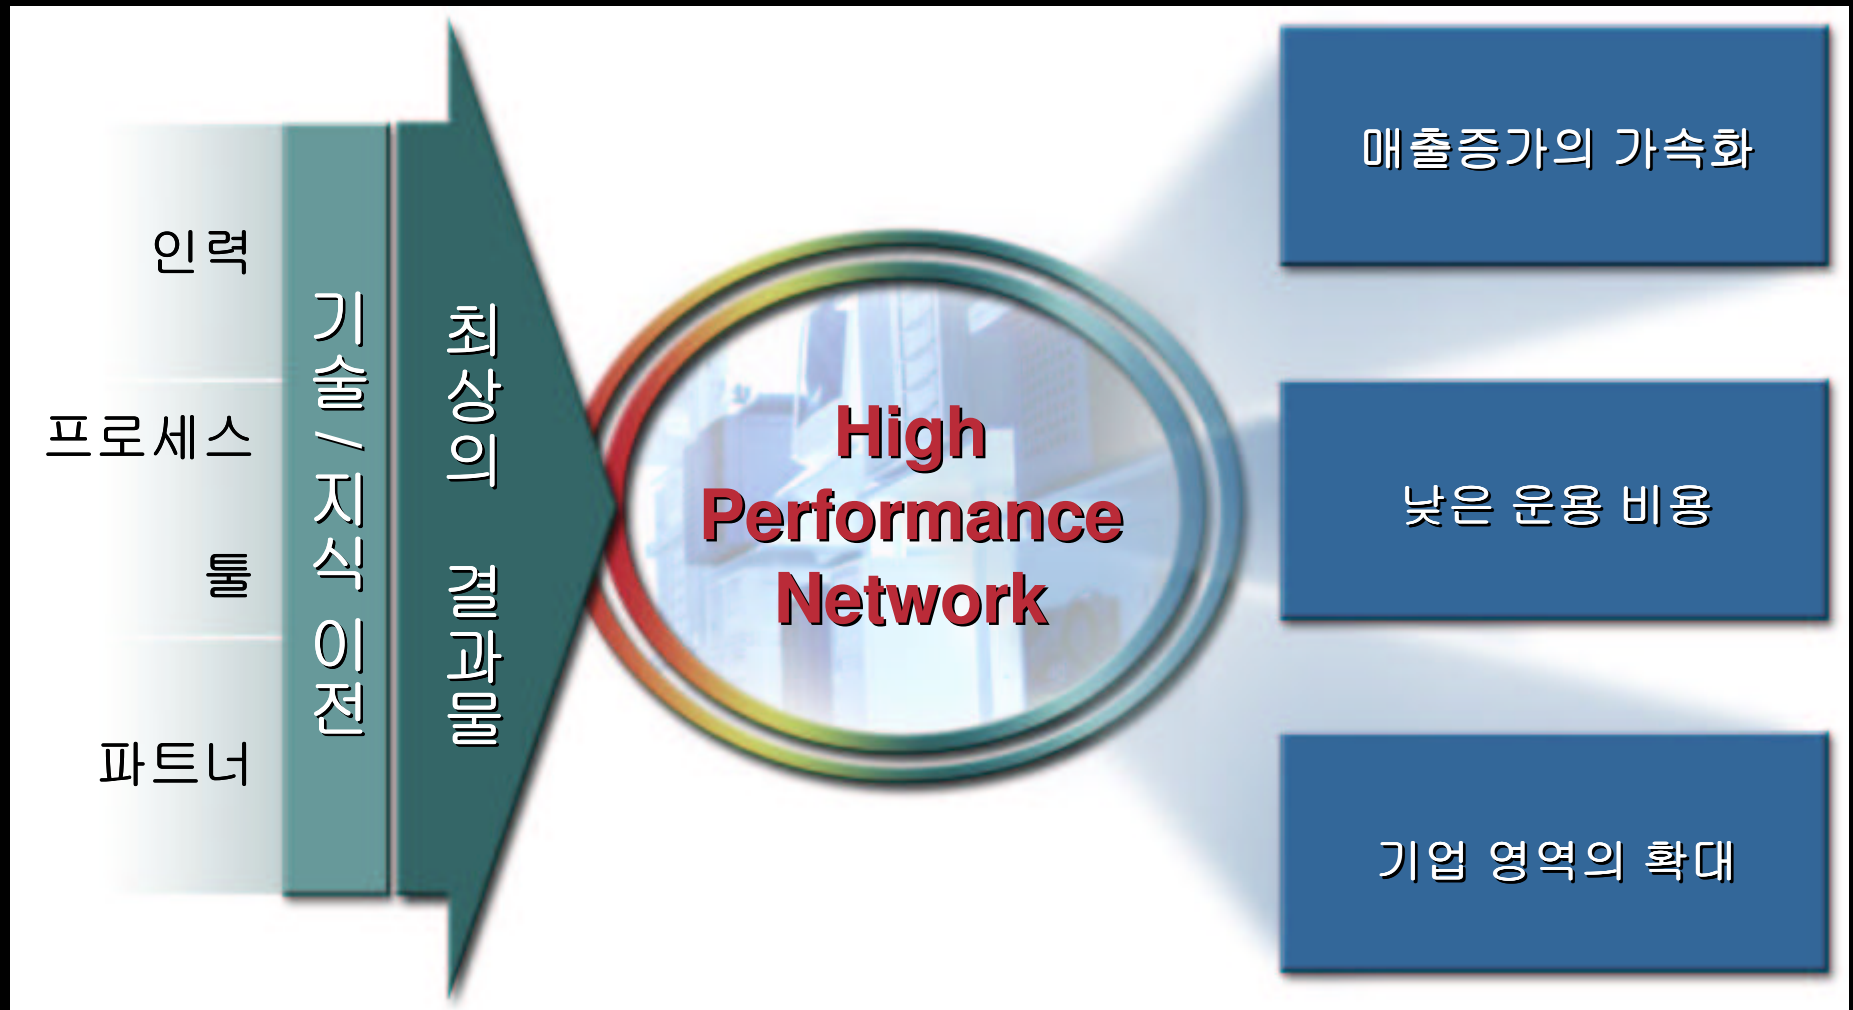 인력
프로세스
툴
파트너
기술 / 지식 이전
최상의 결과물
High
Performance
Network
매출증가의 가속화
낮은 운용 비용
기업 영역의 확대